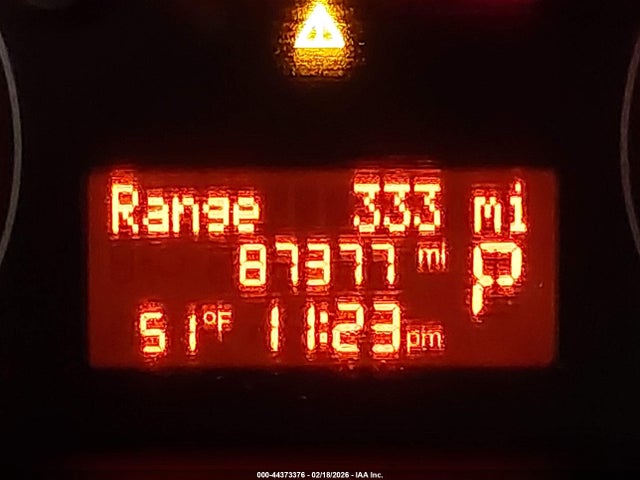 Range 333 mi
87377 mi P
51°F 11:23 pm
000-44373376 - 02/18/2026 - IAA Inc.